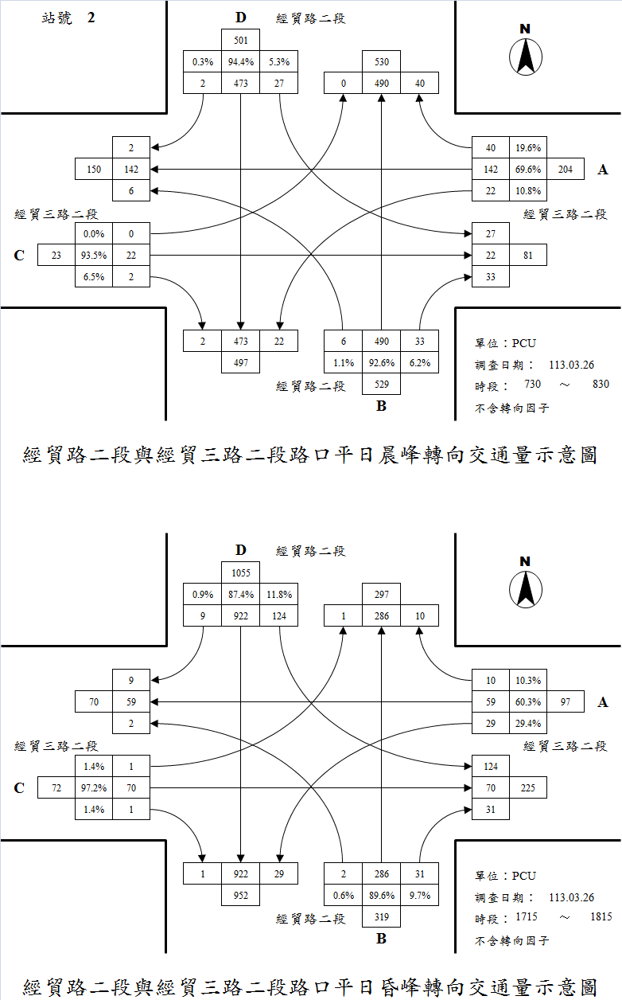 站號 2
D 經貿路二段
N
501
530
0.3% 94.4% 5.3%
2 473 27
0 490 40
2
40 19.6%
150 142
142 69.6% 204 A
6
22 10.8%
經貿三路二段
經貿三路二段
0.0% 0
27
C 23 93.5% 22
22 81
6.5% 2
33
2 473 22
6 490 33
497
1.1% 92.6% 6.2%
經貿路二段
529
B
單位：PCU
調查日期： 113.03.26
時段： 730 ～ 830
不含轉向因子
經貿路二段與經貿三路二段路口平日晨峰轉向交通量示意圖
D 經貿路二段
N
1055
297
0.9% 87.4% 11.8%
9 922 124
1 286 10
9
10 10.3%
70 59
59 60.3% 97 A
2
29 29.4%
經貿三路二段
經貿三路二段
1.4% 1
124
C 72 97.2% 70
70 225
1.4% 1
31
1 922 29
2 286 31
952
0.6% 89.6% 9.7%
經貿路二段
319
B
單位：PCU
調查日期： 113.03.26
時段： 1715 ～ 1815
不含轉向因子
經貿路二段與經貿三路二段路口平日昏峰轉向交通量示意圖